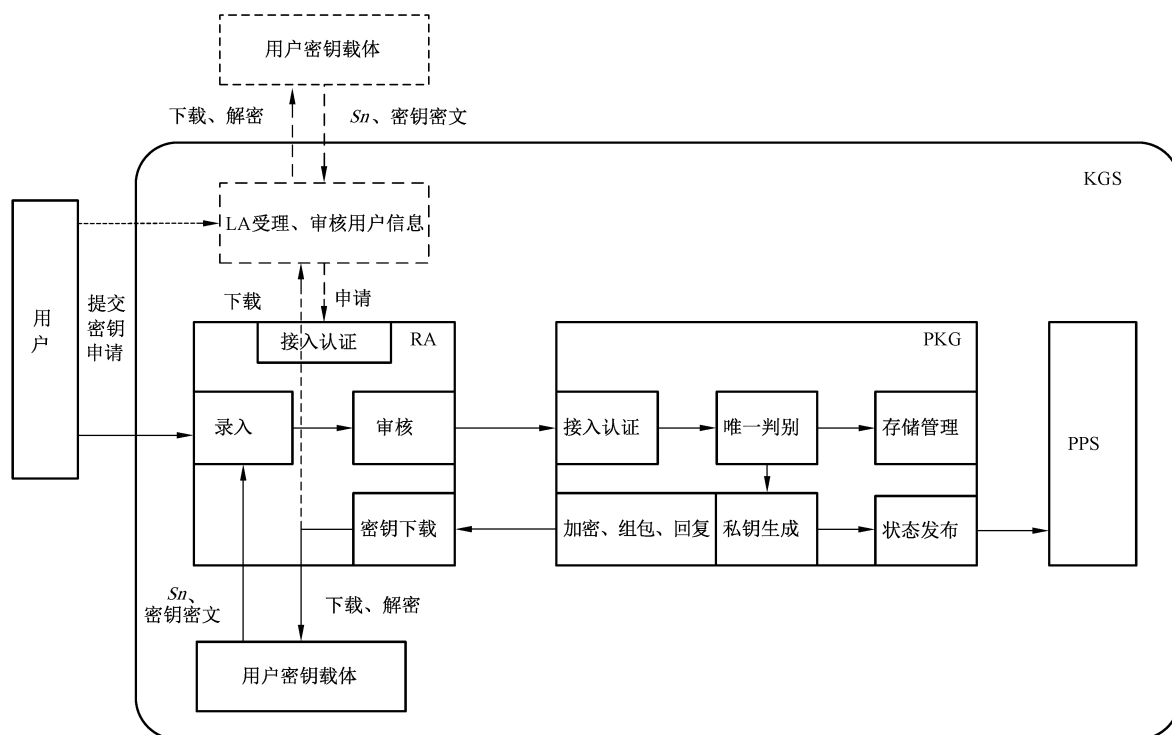 用户密钥载体
下载、解密
Sn、密钥密文
KGS
LA受理、审核用户信息
用户
提交
密钥
申请
下载
申请
接入认证
RA
PKG
录入
审核
接入认证
唯一判别
存储管理
PPS
密钥下载
加密、组包、回复
私钥生成
状态发布
Sn、
密钥密文
下载、解密
用户密钥载体